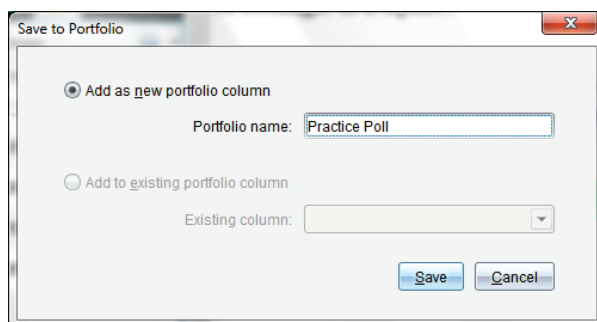 Save to Portfolio
Add as new portfolio column
Portfolio name: Practice Poll
Add to existing portfolio column
Existing column:
Save Cancel